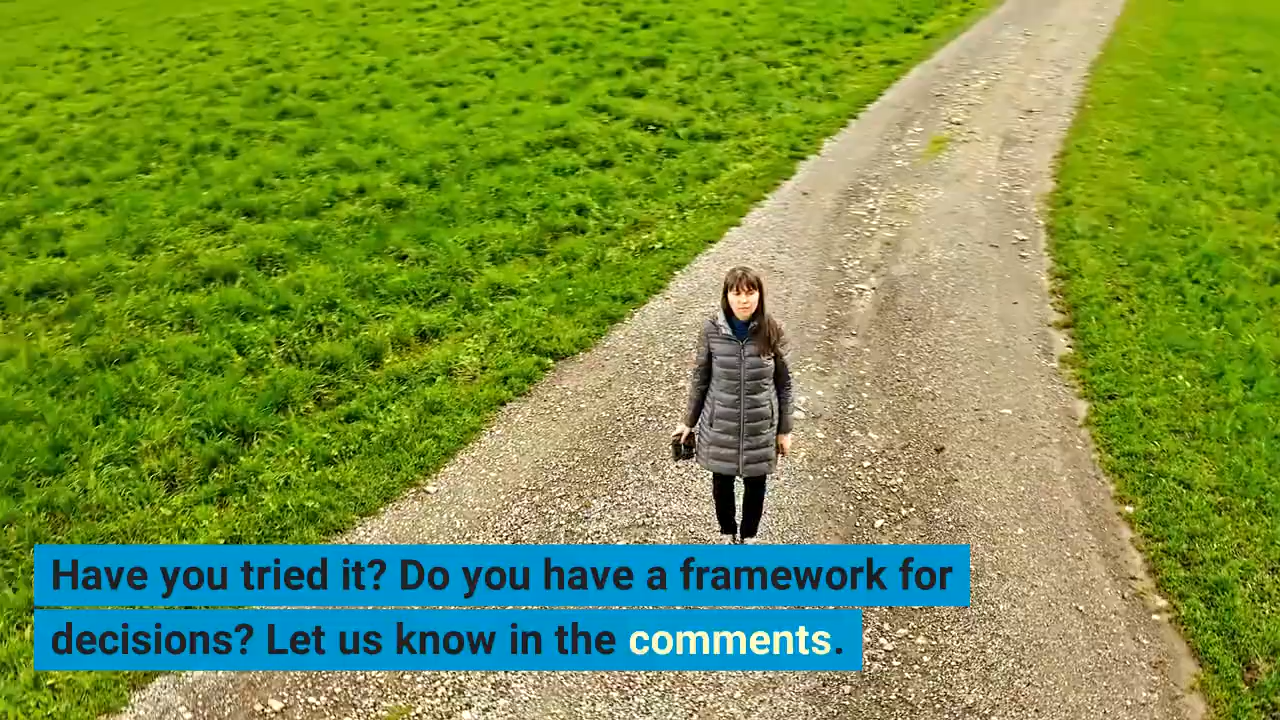 Have you tried it? Do you have a framework for
decisions? Let us know in the comments.